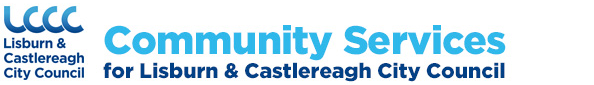 LCCC
Lisburn &
Castlereagh
City Council
Community Services
for Lisburn & Castlereagh City Council